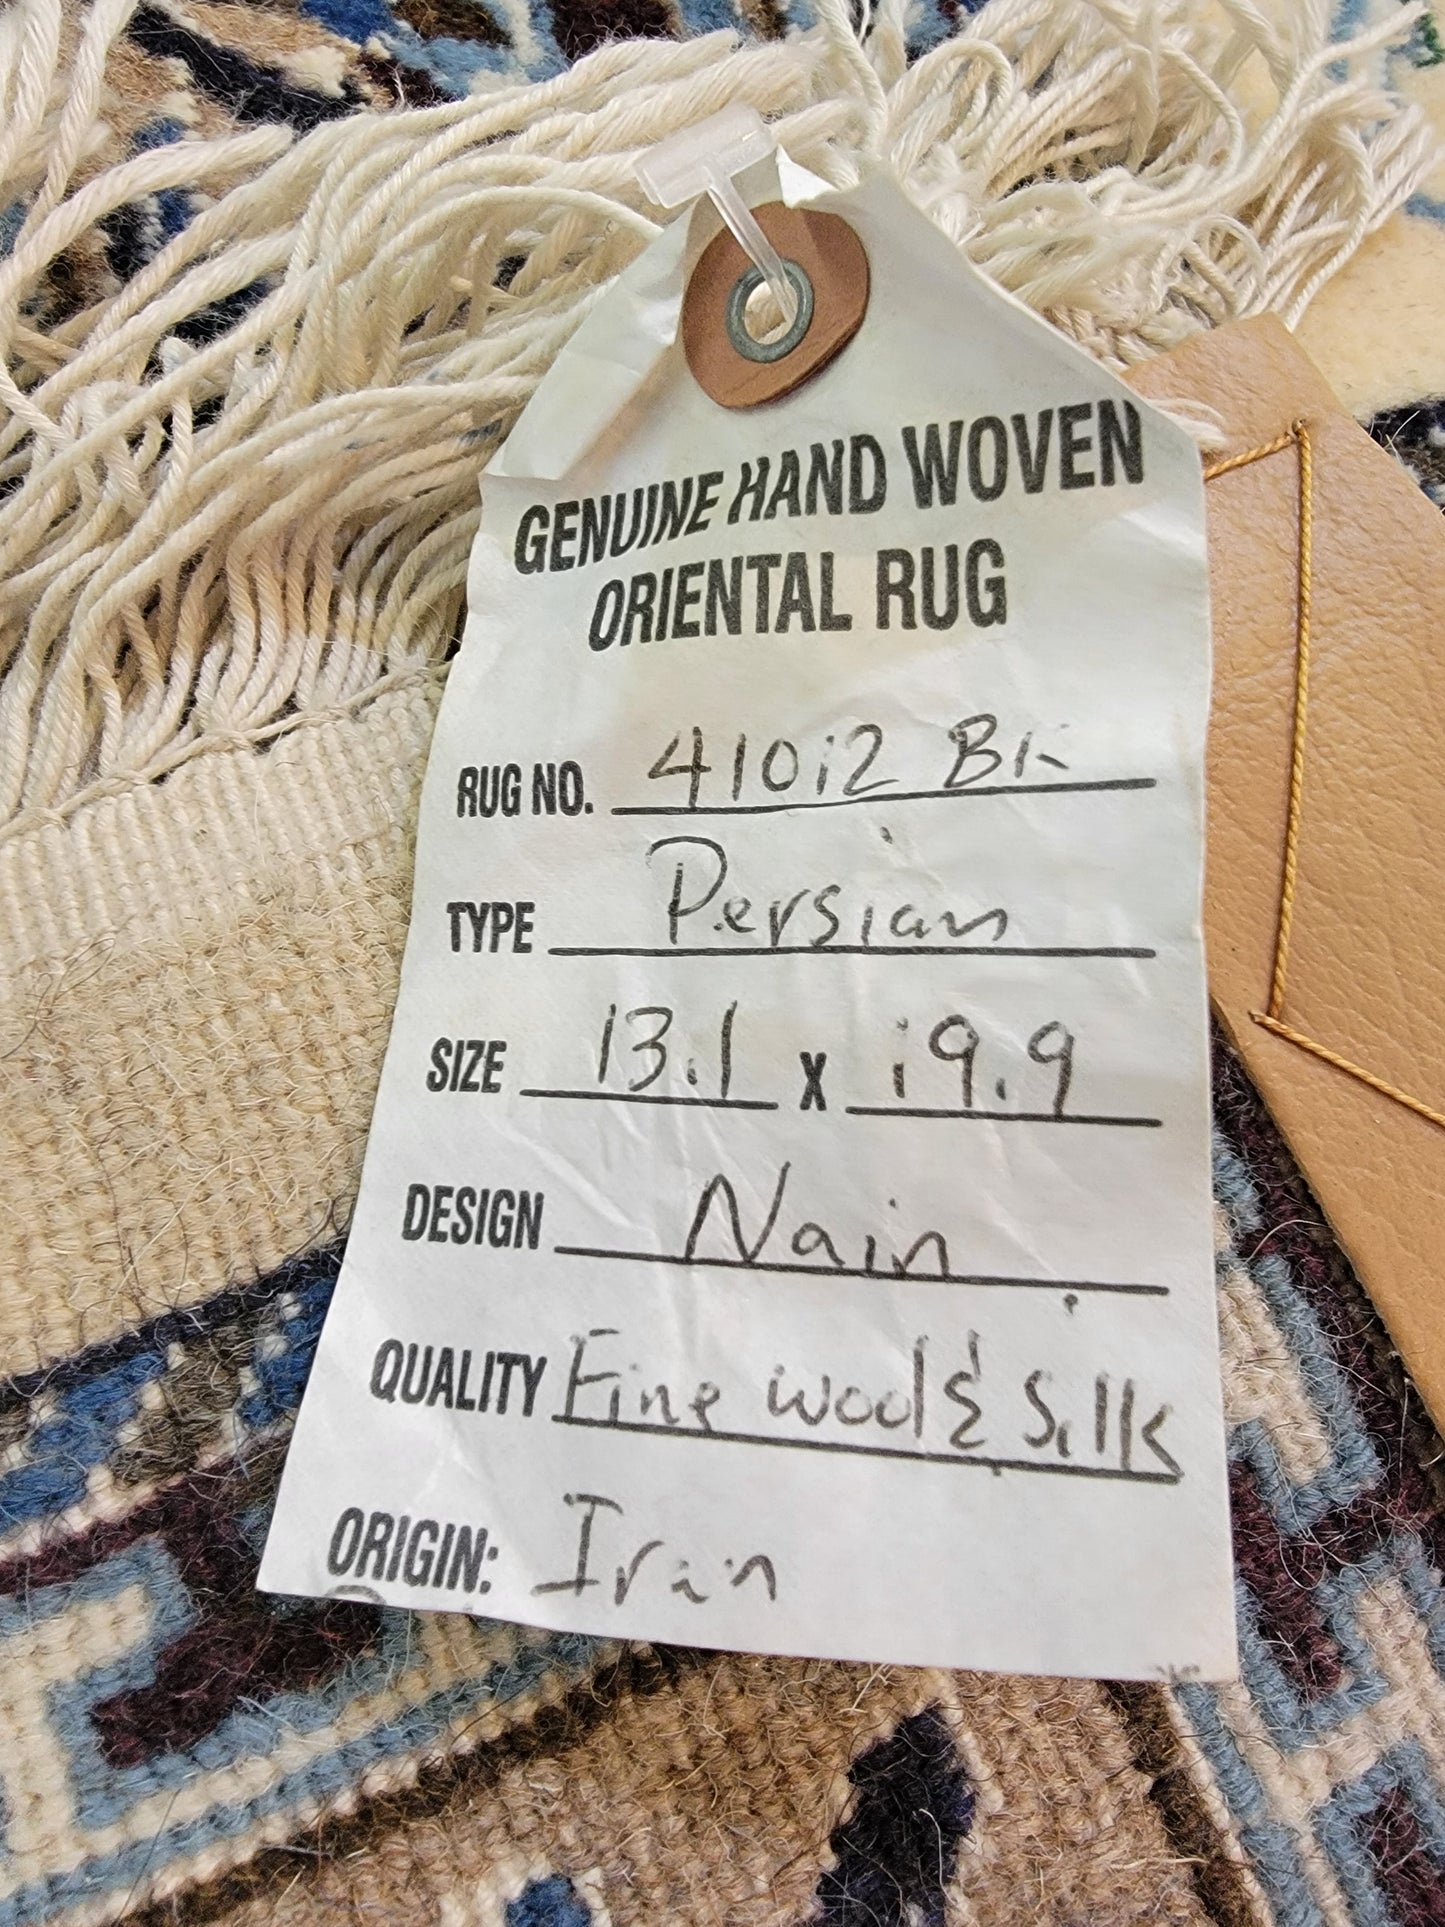 GENUINE HAND WOVEN
ORIENTAL RUG
RUG NO. 41012 BK
TYPE Persian
SIZE 13.1 x 19.9
DESIGN Nain
QUALITY Fine wool & Silk
ORIGIN: Iran